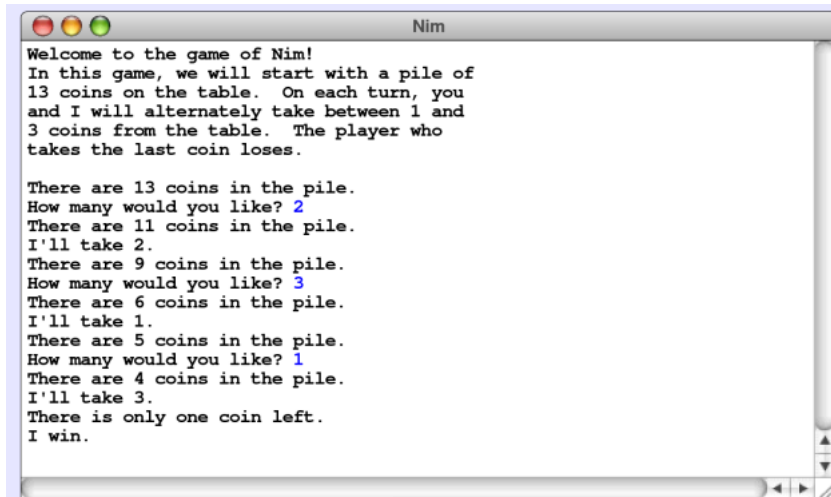 Nim
Welcome to the game of Nim!
In this game, we will start with a pile of
13 coins on the table.  On each turn, you
and I will alternately take between 1 and
3 coins from the table.  The player who
takes the last coin loses.

There are 13 coins in the pile.
How many would you like? 2
There are 11 coins in the pile.
I'll take 2.
There are 9 coins in the pile.
How many would you like? 3
There are 6 coins in the pile.
I'll take 1.
There are 5 coins in the pile.
How many would you like? 1
There are 4 coins in the pile.
I'll take 3.
There is only one coin left.
I win.